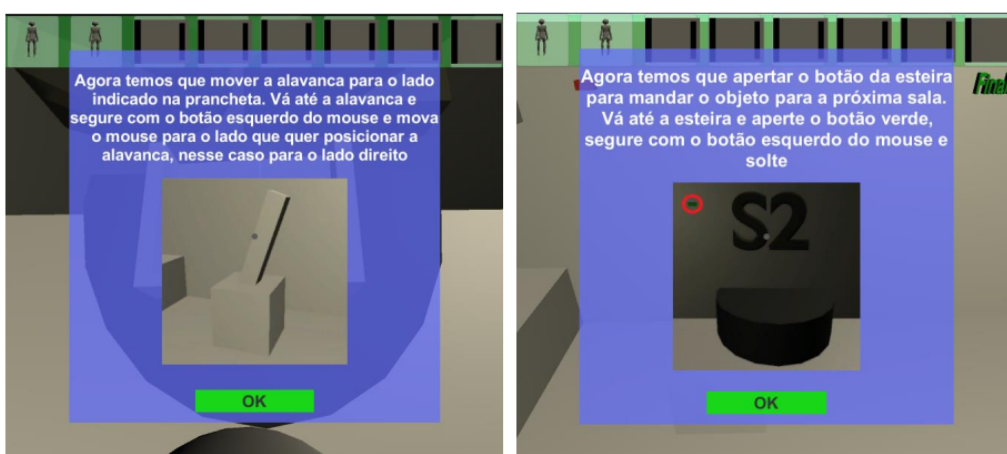 Agora temos que mover a alavanca para o lado
indicado na prancheta. Vá até a alavanca e
segure com o botão esquerdo do mouse e mova
o mouse para o lado que quer posicionar a
alavanca, nesse caso para o lado direito
OK
Agora temos que apertar o botão da esteira
para mandar o objeto para a próxima sala.
Vá até a esteira e aperte o botão verde,
segure com o botão esquerdo do mouse e
solte
S2
OK